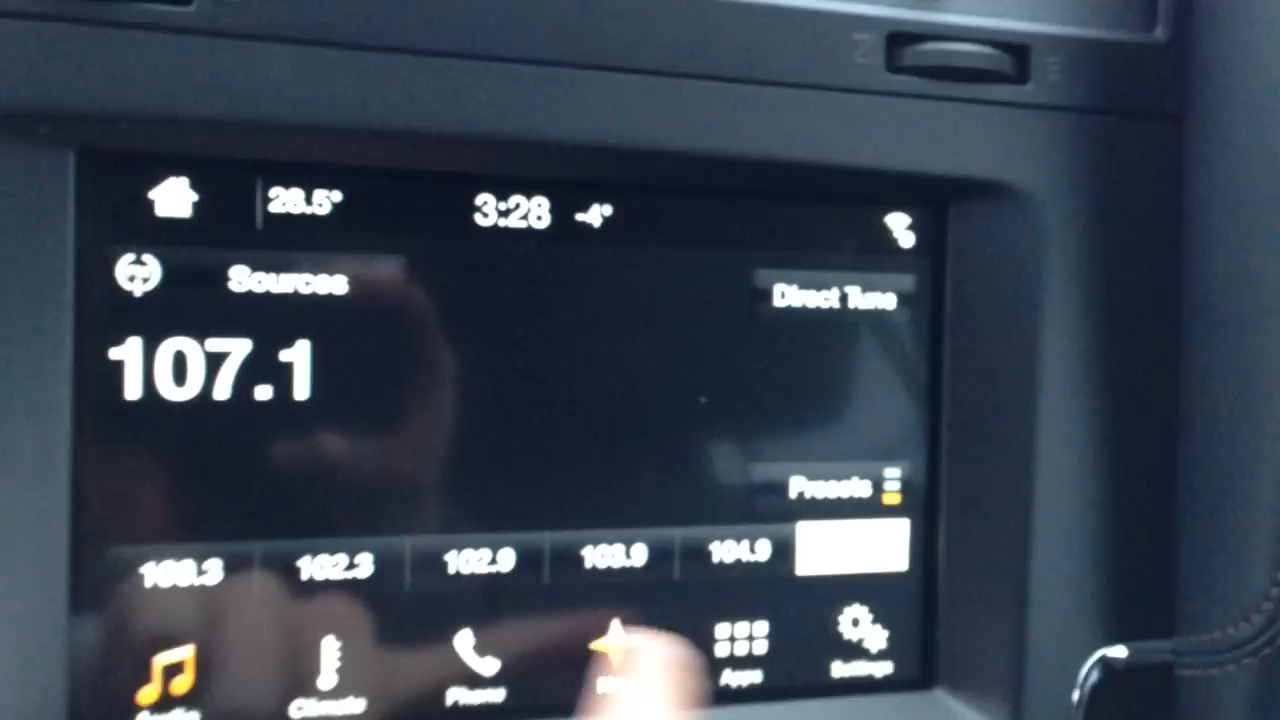 28.5° 3:28 -4°
Sources
Direct Tune
107.1
Presets
102.3 102.9 103.9 104.9
Audio Climate Phone Apps Settings